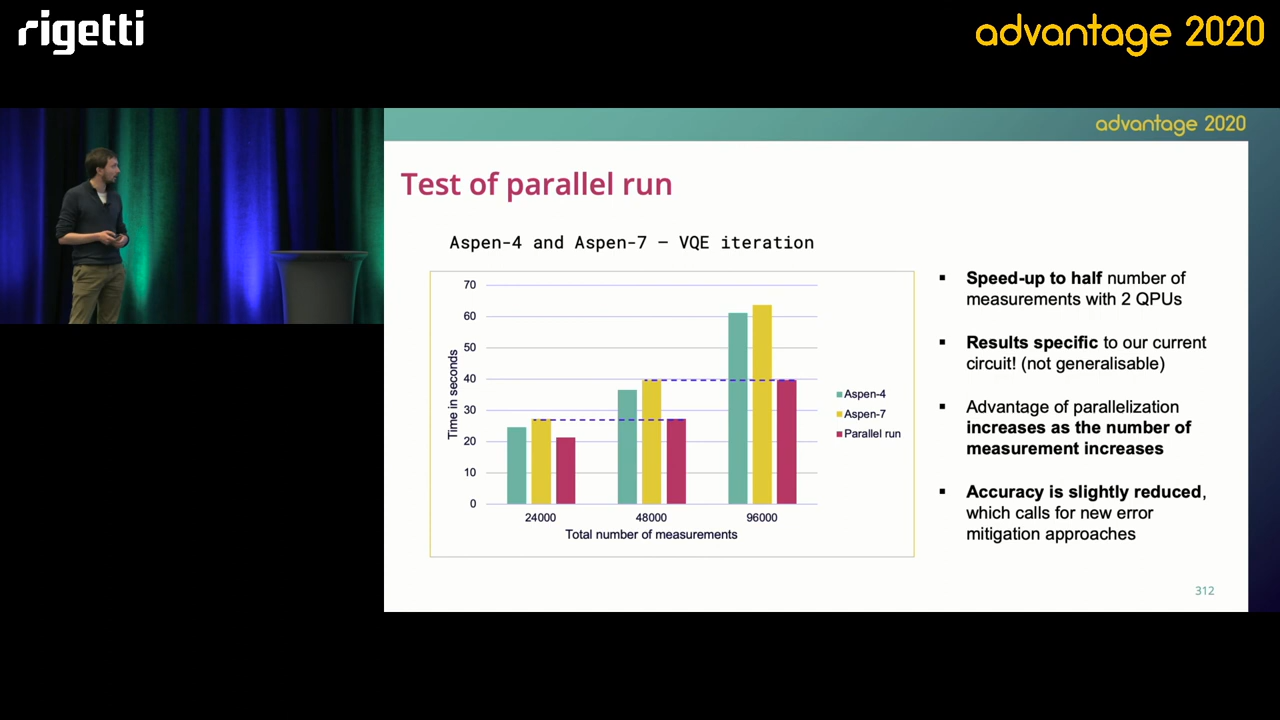 rigetti
advantage 2020
advantage 2020
Test of parallel run
Aspen-4 and Aspen-7 – VQE iteration
70
60
50
40
30
20
10
0
Time in seconds
24000
48000
96000
Total number of measurements
Aspen-4
Aspen-7
Parallel run
▪ Speed-up to half number of
measurements with 2 QPUs
▪ Results specific to our current
circuit! (not generalisable)
▪ Advantage of parallelization
increases as the number of
measurement increases
▪ Accuracy is slightly reduced,
which calls for new error
mitigation approaches
312